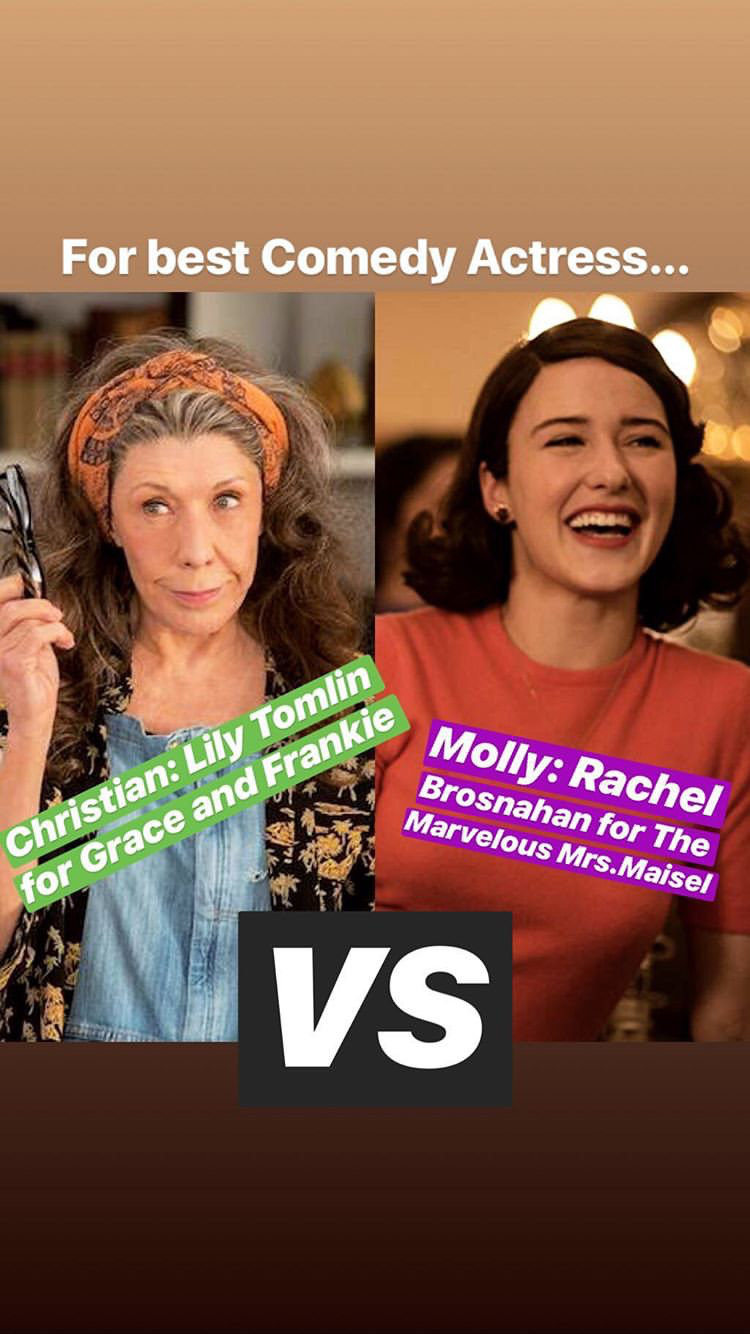 For best Comedy Actress...
Christian: Lily Tomlin
for Grace and Frankie
Molly: Rachel
Brosnahan for The
Marvelous Mrs.Maisel
VS